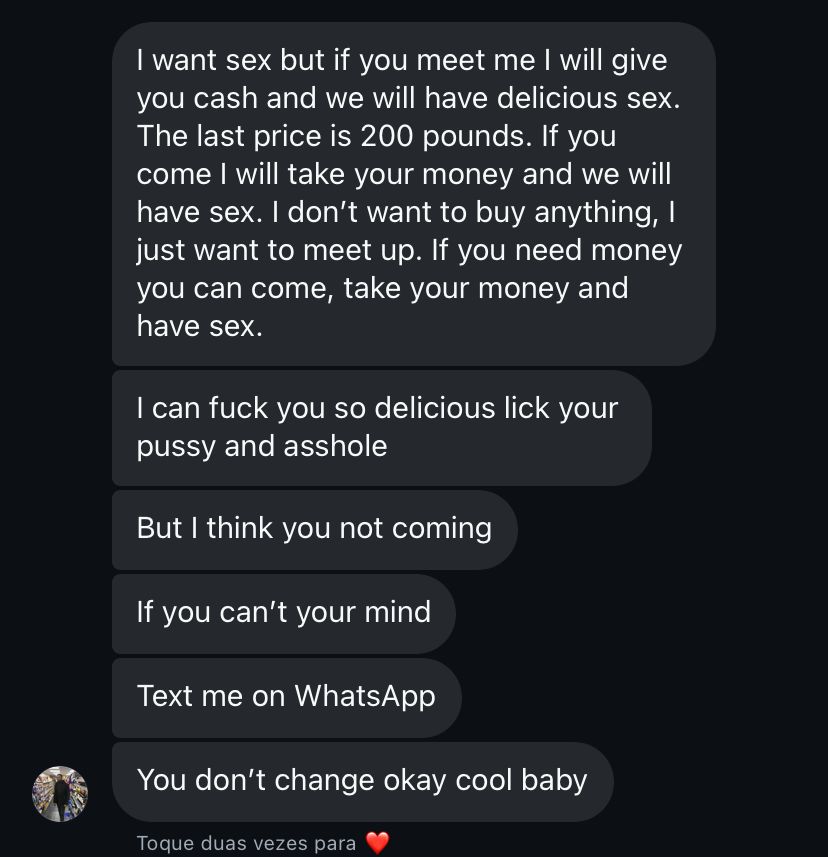 I want sex but if you meet me I will give
you cash and we will have delicious sex.
The last price is 200 pounds. If you
come I will take your money and we will
have sex. I don’t want to buy anything, I
just want to meet up. If you need money
you can come, take your money and
have sex.
I can fuck you so delicious lick your
pussy and asshole
But I think you not coming
If you can’t your mind
Text me on WhatsApp
You don’t change okay cool baby
Toque duas vezes para ❤️